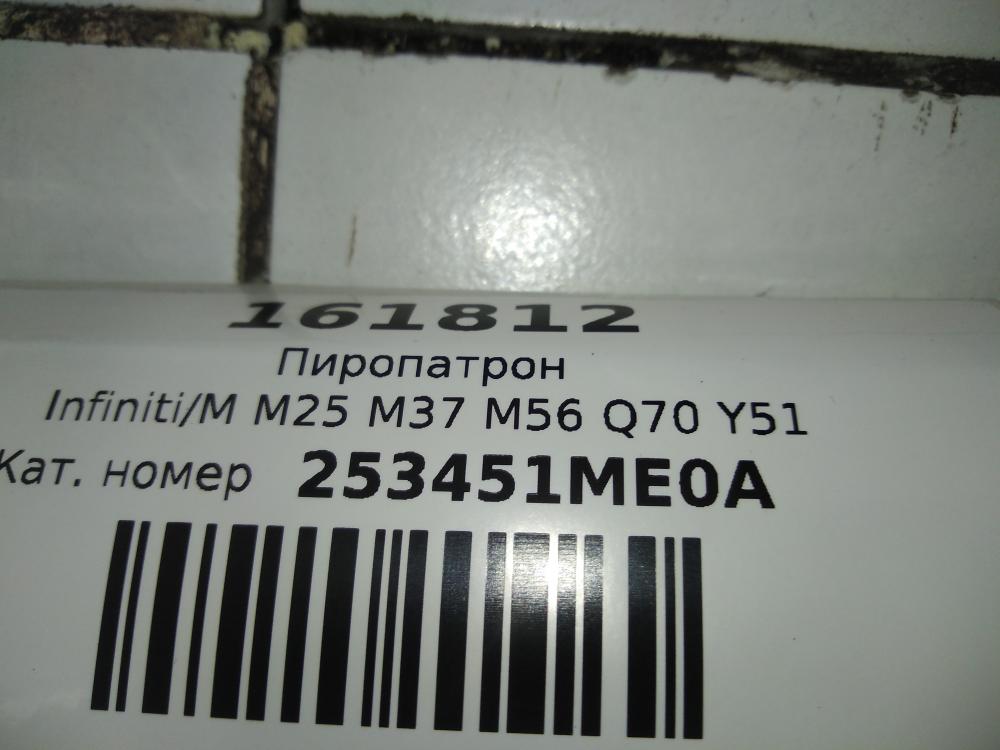 161812
Пиропатрон
Infiniti/M M25 M37 M56 Q70 Y51
Кат. номер 253451ME0A